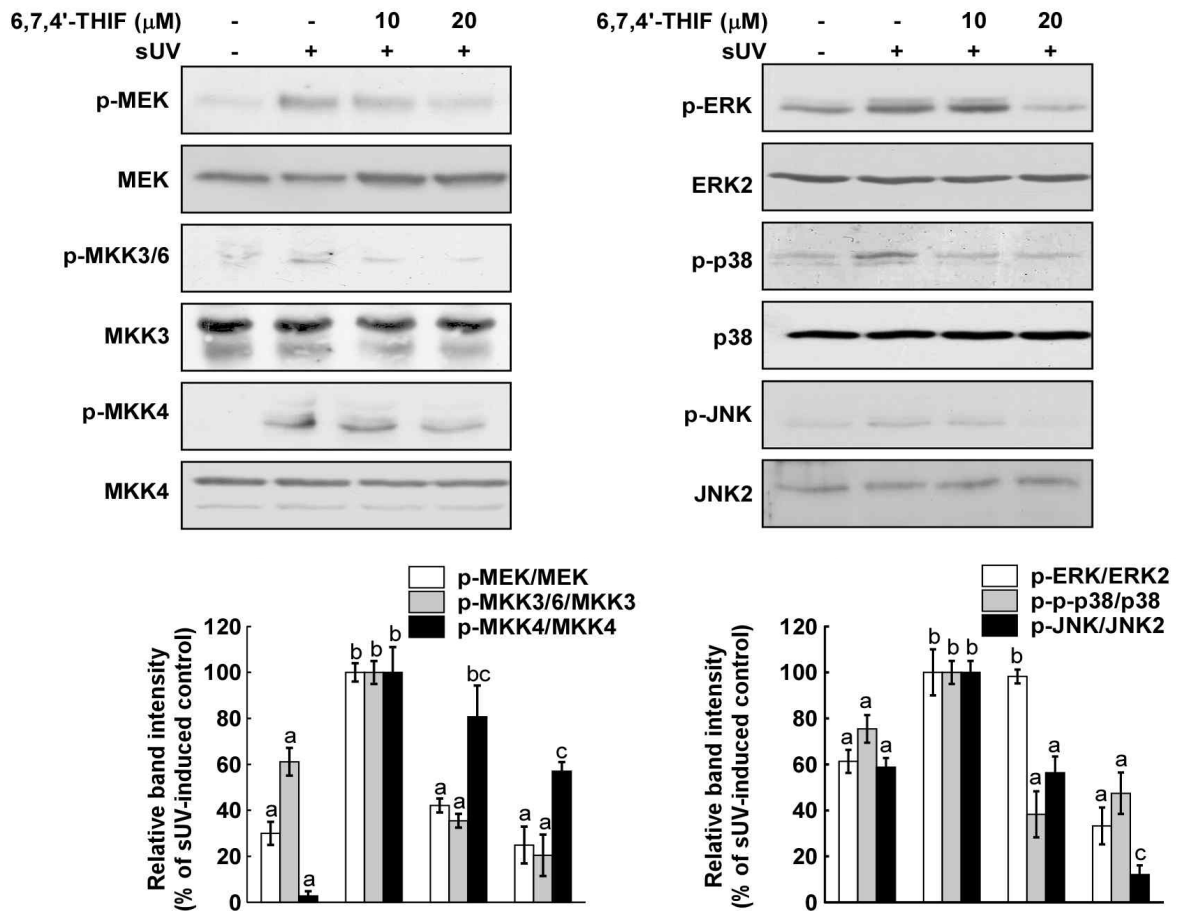 6,7,4'-THIF (μM) - - 10 20
sUV - + + +
p-MEK
MEK
p-MKK3/6
MKK3
p-MKK4
MKK4
p-MEK/MEK
p-MKK3/6/MKK3
p-MKK4/MKK4
Relative band intensity
(% of sUV-induced control)
120
100
80
60
40
20
0
a a a
b b b
a a bc
a a c
6,7,4'-THIF (μM) - - 10 20
sUV - + + +
p-ERK
ERK2
p-p38
p38
p-JNK
JNK2
p-ERK/ERK2
p-p-p38/p38
p-JNK/JNK2
Relative band intensity
(% of sUV-induced control)
120
100
80
60
40
20
0
a a a
b b b
b a a
a a c